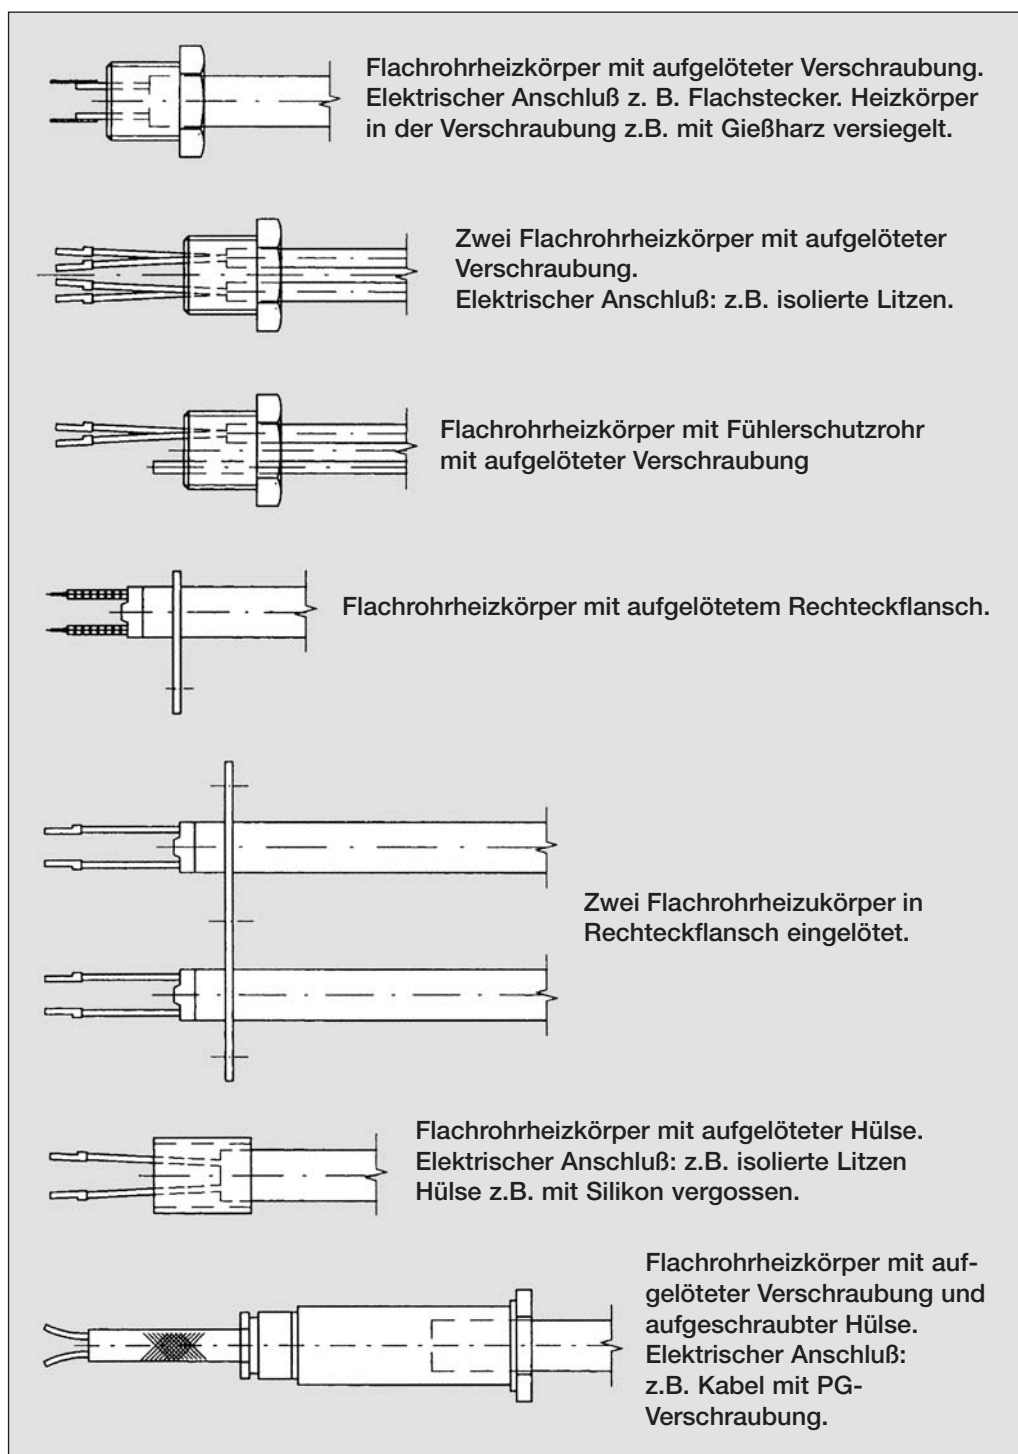 Flachrohrheizkörper mit aufgelöteter Verschraubung.
Elektrischer Anschluß z. B. Flachstecker. Heizkörper
in der Verschraubung z.B. mit Gießharz versiegelt.
Zwei Flachrohrheizkörper mit aufgelöteter
Verschraubung.
Elektrischer Anschluß: z.B. isolierte Litzen.
Flachrohrheizkörper mit Fühlerschutzrohr
mit aufgelöteter Verschraubung
Flachrohrheizkörper mit aufgelötetem Rechteckflansch.
Zwei Flachrohrheizukörper in
Rechteckflansch eingelötet.
Flachrohrheizkörper mit aufgelöteter Hülse.
Elektrischer Anschluß: z.B. isolierte Litzen
Hülse z.B. mit Silikon vergossen.
Flachrohrheizkörper mit auf-
gelöteter Verschraubung und
aufgeschraubter Hülse.
Elektrischer Anschluß:
z.B. Kabel mit PG-
Verschraubung.